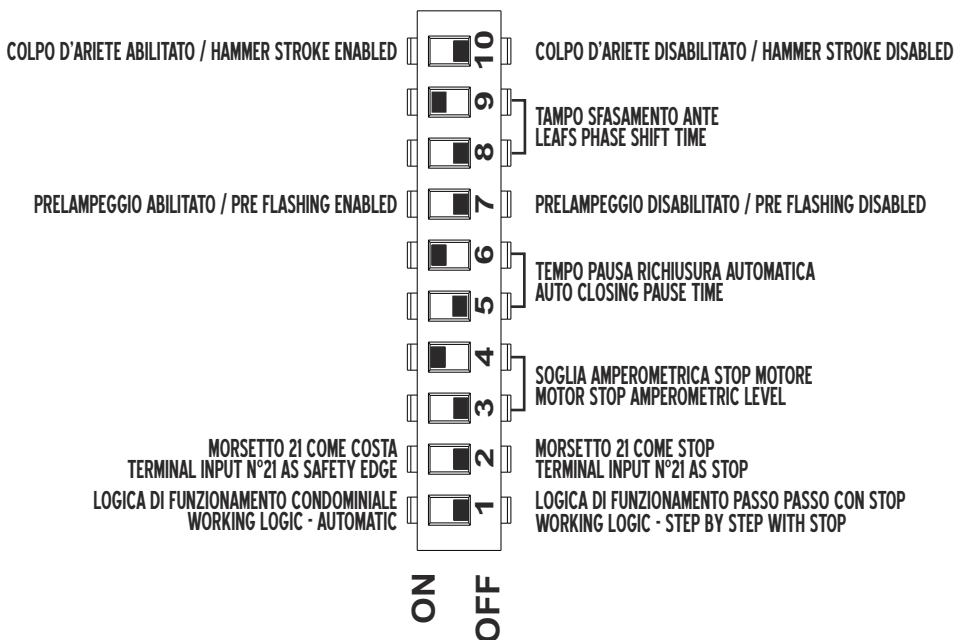 COLPO D'ARIETE ABILITATO / HAMMER STROKE ENABLED
10
COLPO D'ARIETE DISABILITATO / HAMMER STROKE DISABLED
9
TAMPO SFASAMENTO ANTE
LEAFS PHASE SHIFT TIME
8
PRELAMPEGGIO ABILITATO / PRE FLASHING ENABLED
7
PRELAMPEGGIO DISABILITATO / PRE FLASHING DISABLED
6
TEMPO PAUSA RICHIUSURA AUTOMATICA
AUTO CLOSING PAUSE TIME
5
4
SOGLIA AMPEROMETRICA STOP MOTORE
MOTOR STOP AMPEROMETRIC LEVEL
3
MORSETTO 21 COME COSTA
TERMINAL INPUT N°21 AS SAFETY EDGE
2
MORSETTO 21 COME STOP
TERMINAL INPUT N°21 AS STOP
LOGICA DI FUNZIONAMENTO CONDOMINIALE
WORKING LOGIC - AUTOMATIC
1
LOGICA DI FUNZIONAMENTO PASSO PASSO CON STOP
WORKING LOGIC - STEP BY STEP WITH STOP
ON
OFF